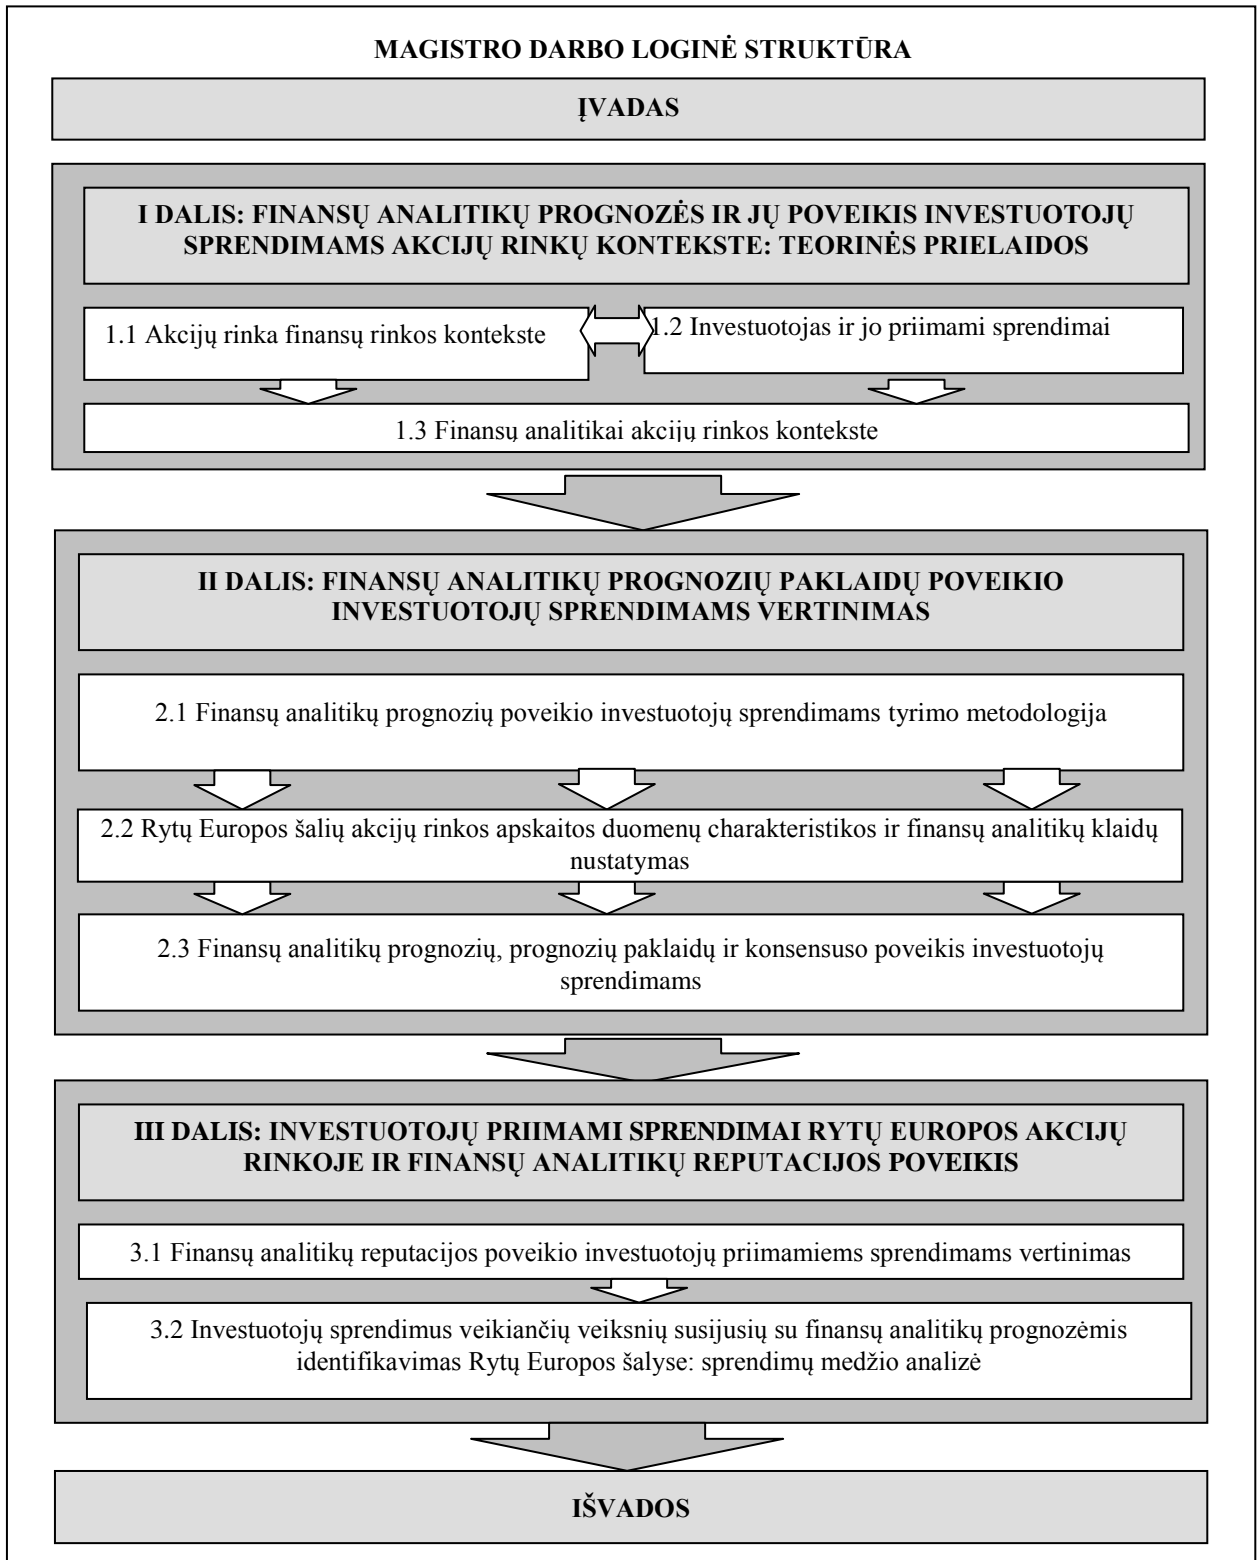 MAGISTRO DARBO LOGINĖ STRUKTŪRA
ĮVADAS
I DALIS: FINANSŲ ANALITIKŲ PROGNOZĖS IR JŲ POVEIKIS INVESTUOTOJŲ
SPRENDIMAMS AKCIJŲ RINKŲ KONTEKSTE: TEORINĖS PRIELAIDOS
1.1 Akcijų rinka finansų rinkos kontekste
1.2 Investuotojas ir jo priimami sprendimai
1.3 Finansų analitikai akcijų rinkos kontekste
II DALIS: FINANSŲ ANALITIKŲ PROGNOZIŲ PAKLAIDŲ POVEIKIO
INVESTUOTOJŲ SPRENDIMAMS VERTINIMAS
2.1 Finansų analitikų prognozių poveikio investuotojų sprendimams tyrimo metodologija
2.2 Rytų Europos šalių akcijų rinkos apskaitos duomenų charakteristikos ir finansų analitikų klaidų
nustatymas
2.3 Finansų analitikų prognozių, prognozių paklaidų ir konsensuso poveikis investuotojų
sprendimams
III DALIS: INVESTUOTOJŲ PRIIMAMI SPRENDIMAI RYTŲ EUROPOS AKCIJŲ
RINKOJE IR FINANSŲ ANALITIKŲ REPUTACIJOS POVEIKIS
3.1 Finansų analitikų reputacijos poveikio investuotojų priimamiems sprendimams vertinimas
3.2 Investuotojų sprendimus veikiančių veiksnių susijusių su finansų analitikų prognozėmis
identifikavimas Rytų Europos šalyse: sprendimų medžio analizė
IŠVADOS